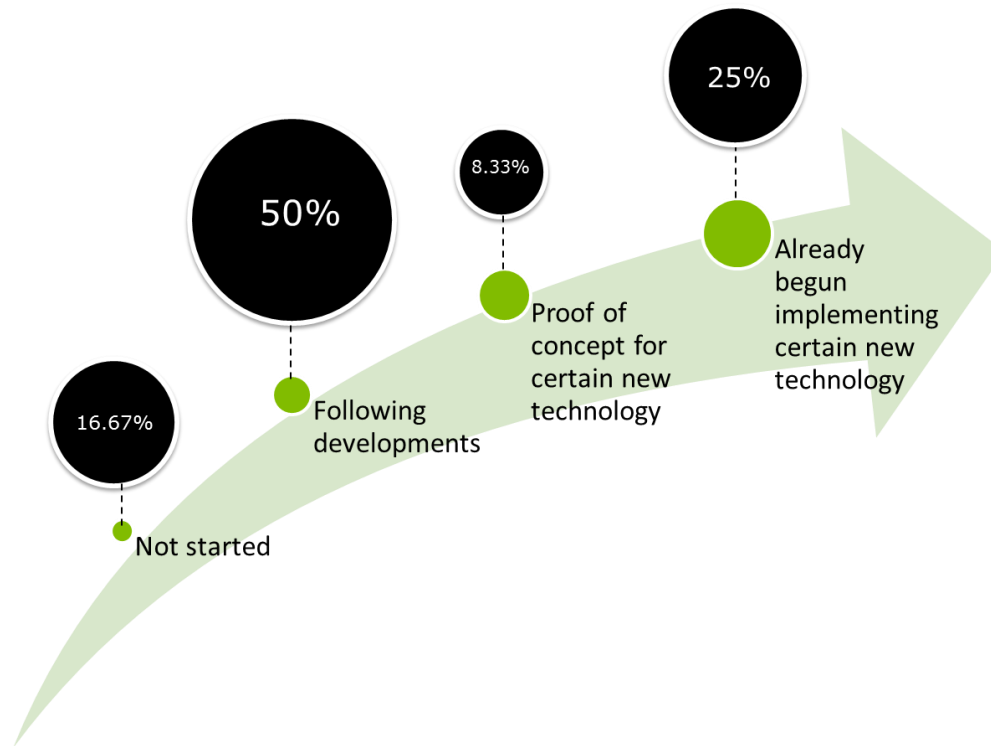 25%
8.33%
50%
16.67%
Already
begun
implementing
certain new
technology
Proof of
concept for
certain new
technology
Following
developments
Not started